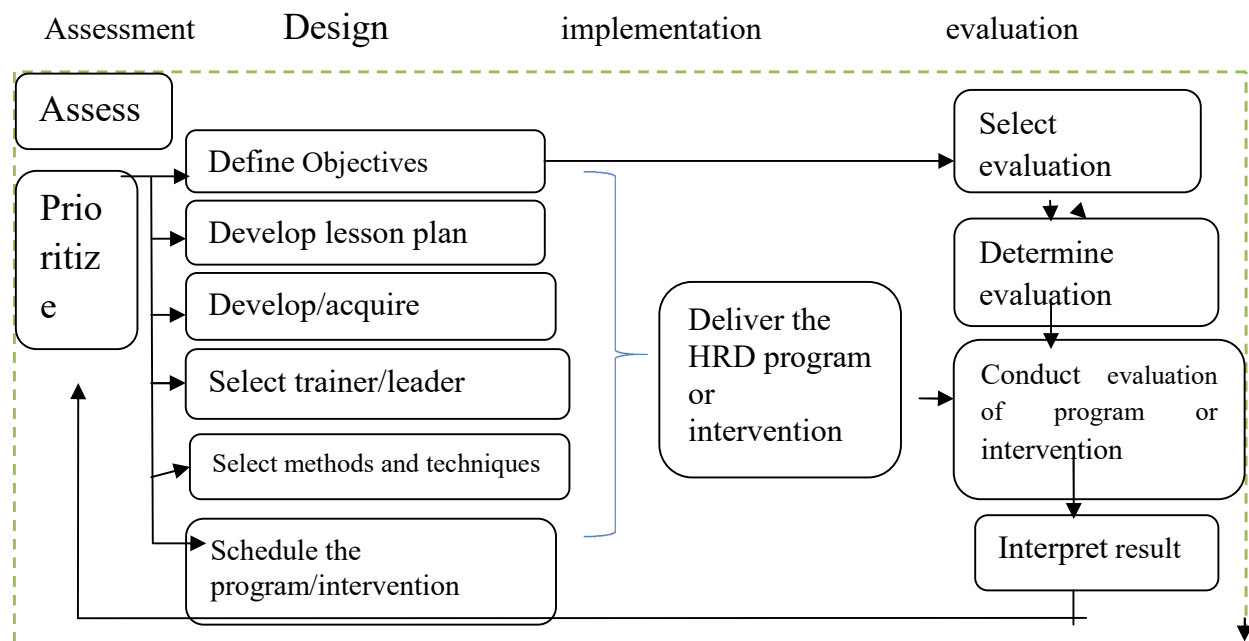 Assessment Design implementation evaluation
Assess
Prio
ritiz
e
Define Objectives
Develop lesson plan
Develop/acquire
Select trainer/leader
Select methods and techniques
Schedule the
program/intervention
Deliver the
HRD program
or
intervention
Select
evaluation
Determine
evaluation
Conduct evaluation
of program or
intervention
Interpret result